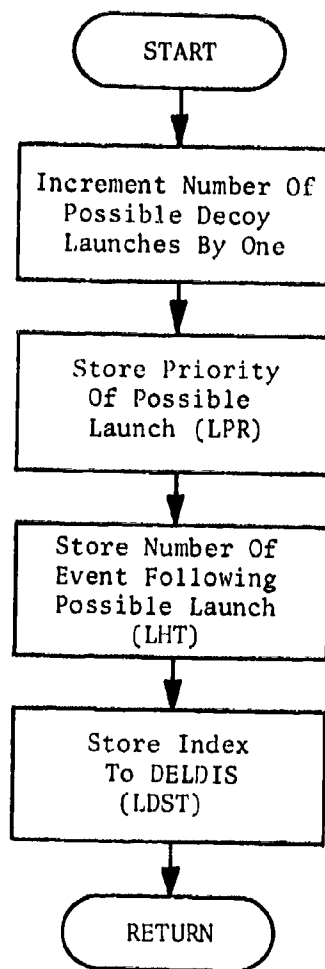 START
Increment Number Of
Possible Decoy
Launches By One
Store Priority
Of Possible
Launch (LPR)
Store Number Of
Event Following
Possible Launch
(LHT)
Store Index
To DELDIS
(LDST)
RETURN